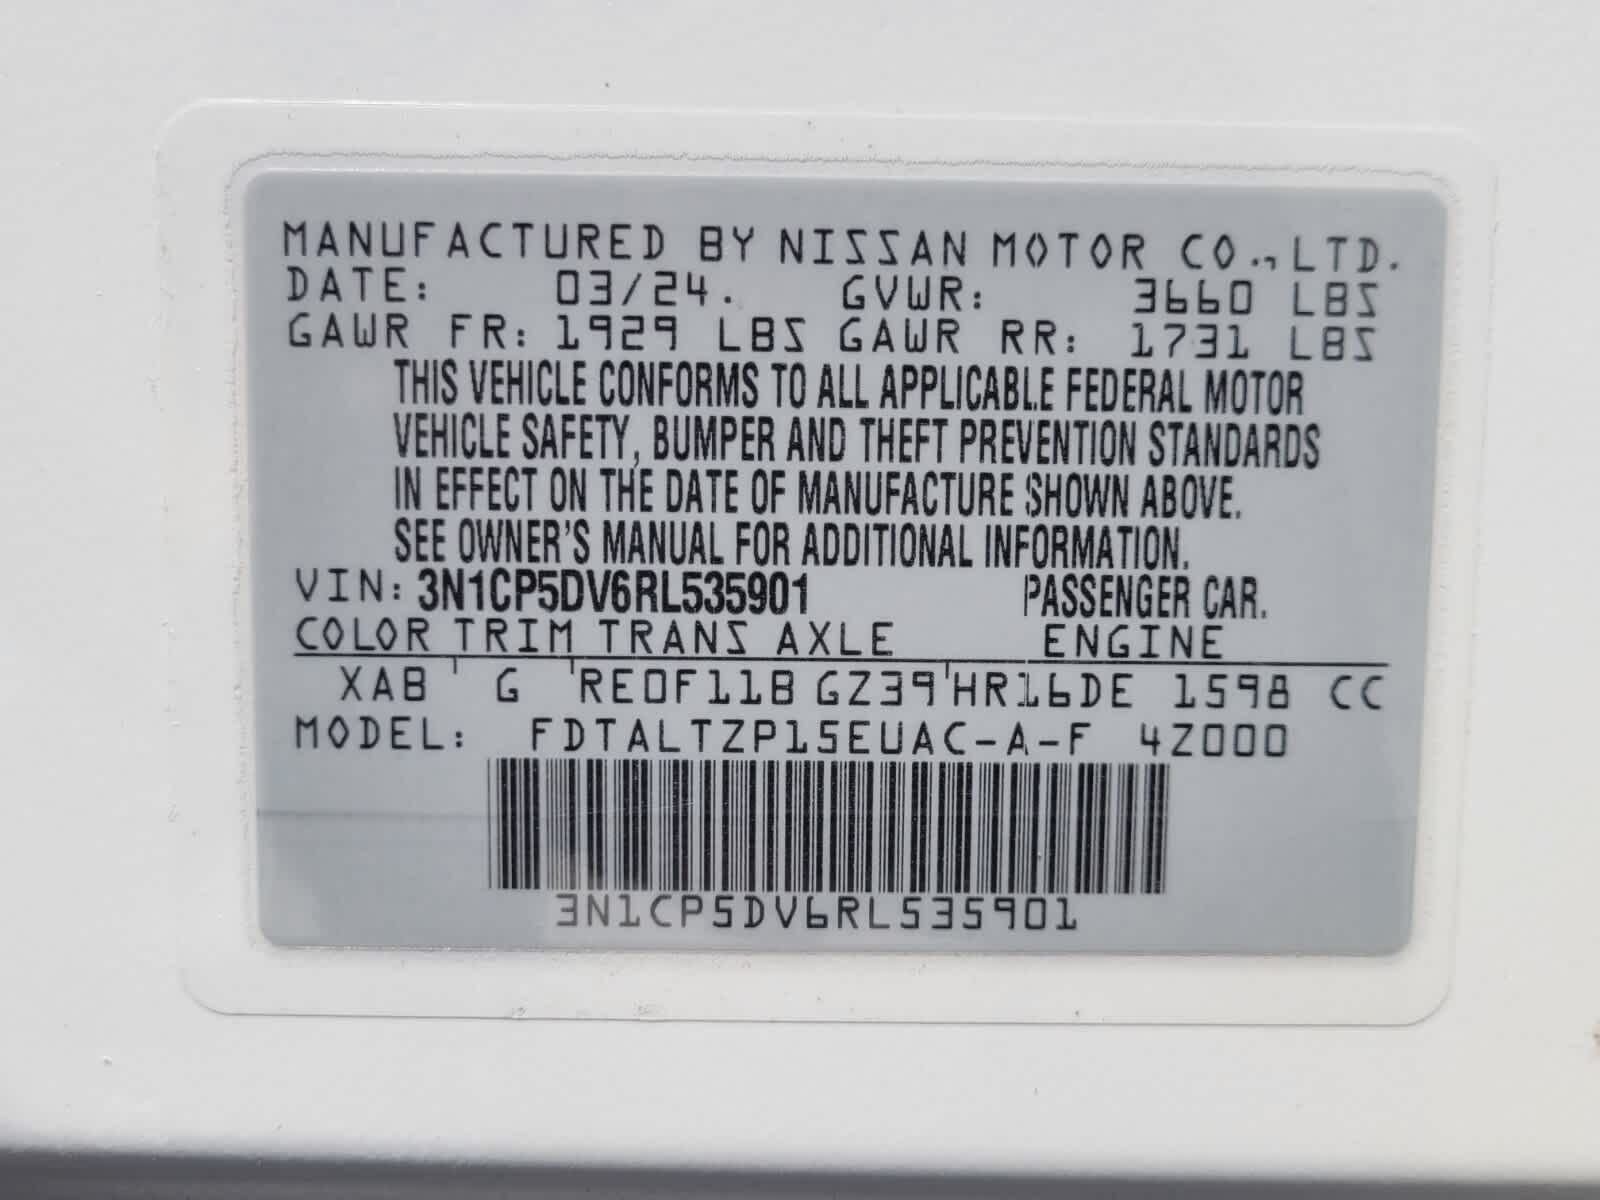 MANUFACTURED BY NISSAN MOTOR CO.,LTD.
DATE: 03/24. GVWR: 3660 LBS
GAWR FR: 1929 LBS GAWR RR: 1731 LBS
THIS VEHICLE CONFORMS TO ALL APPLICABLE FEDERAL MOTOR
VEHICLE SAFETY, BUMPER AND THEFT PREVENTION STANDARDS
IN EFFECT ON THE DATE OF MANUFACTURE SHOWN ABOVE.
SEE OWNER'S MANUAL FOR ADDITIONAL INFORMATION.
VIN: 3N1CP5DV6RL535901 PASSENGER CAR.
COLOR TRIM TRANS AXLE ENGINE
XAB G RE0F11B GZ39 HR16DE 1598 CC
MODEL: FDTALTZP15EUAC-A-F 4Z000
3N1CP5DV6RL535901